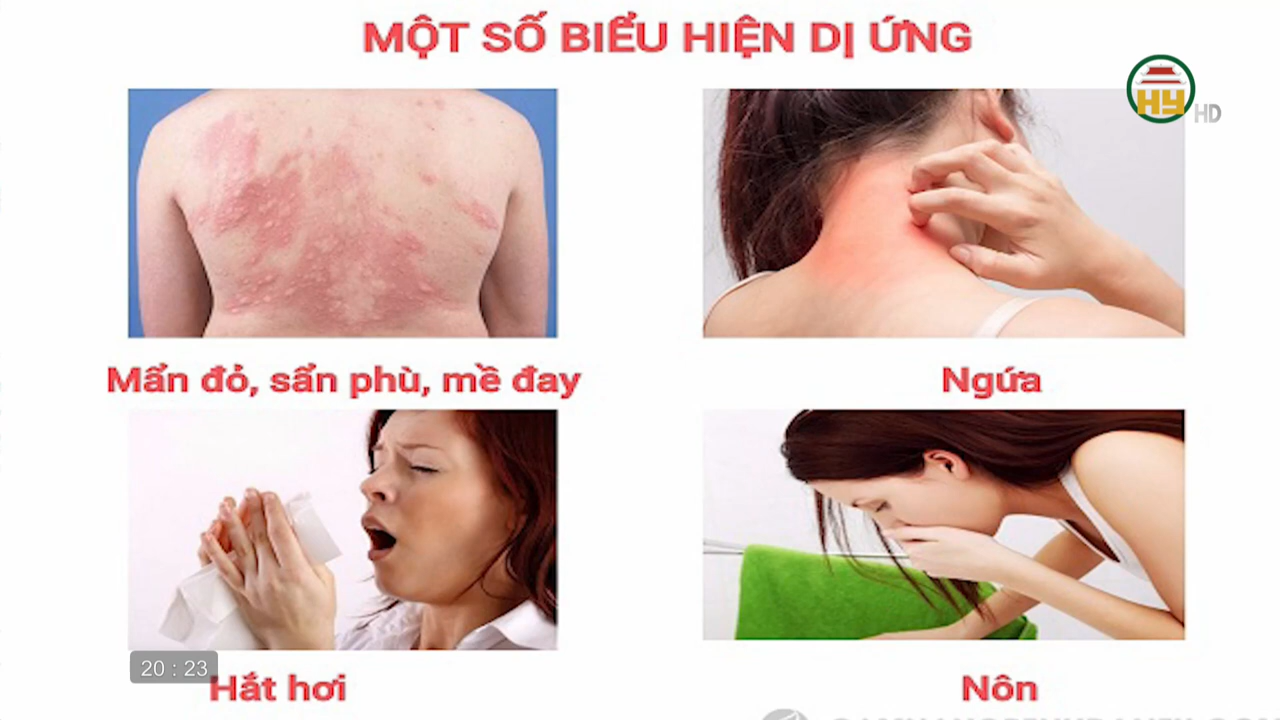 MỘT SỐ BIỂU HIỆN DỊ ỨNG
HY HD
Mẩn đỏ, sẩn phù, mề đay
Ngứa
Hắt hơi
Nôn
20 : 23